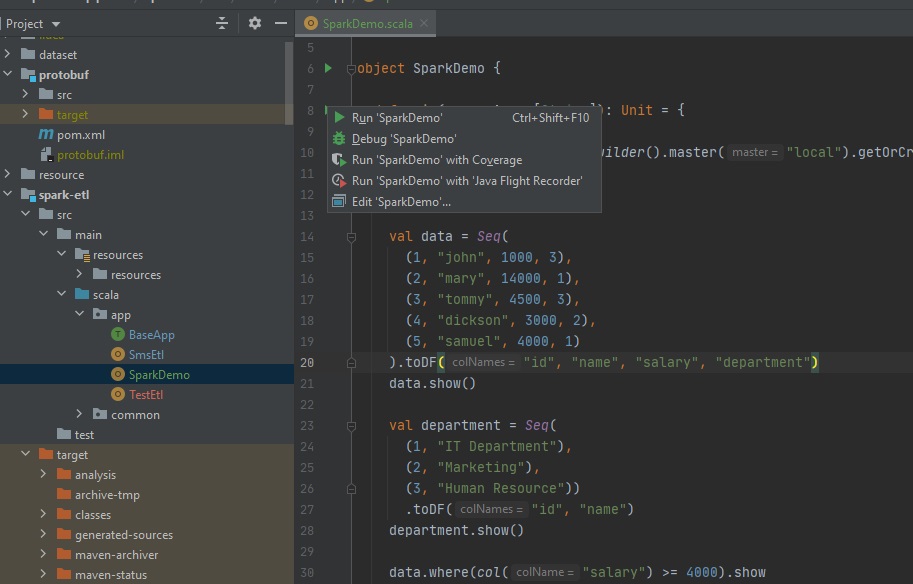 Project
SparkDemo.scala
dataset
protobuf
src
target
pom.xml
protobuf.iml
resource
spark-etl
src
main
resources
resources
scala
app
BaseApp
SmsEtl
SparkDemo
TestEtl
common
test
target
analysis
archive-tmp
classes
generated-sources
maven-archiver
maven-status
5
6 object SparkDemo {
7
8 ): Unit = {
9
10 uilder().master( master = "local").getOrCr
11
12
13
14 val data = Seq(
15 (1, "john", 1000, 3),
16 (2, "mary", 14000, 1),
17 (3, "tommy", 4500, 3),
18 (4, "dickson", 3000, 2),
19 (5, "samuel", 4000, 1)
20 ).toDF( colNames = "id", "name", "salary", "department")
21 data.show()
22
23 val department = Seq(
24 (1, "IT Department"),
25 (2, "Marketing"),
26 (3, "Human Resource"))
27 .toDF( colNames = "id", "name")
28 department.show()
29
30 data.where(col( colName = "salary") >= 4000).show
Run 'SparkDemo' Ctrl+Shift+F10
Debug 'SparkDemo'
Run 'SparkDemo' with Coverage
Run 'SparkDemo' with 'Java Flight Recorder'
Edit 'SparkDemo'...